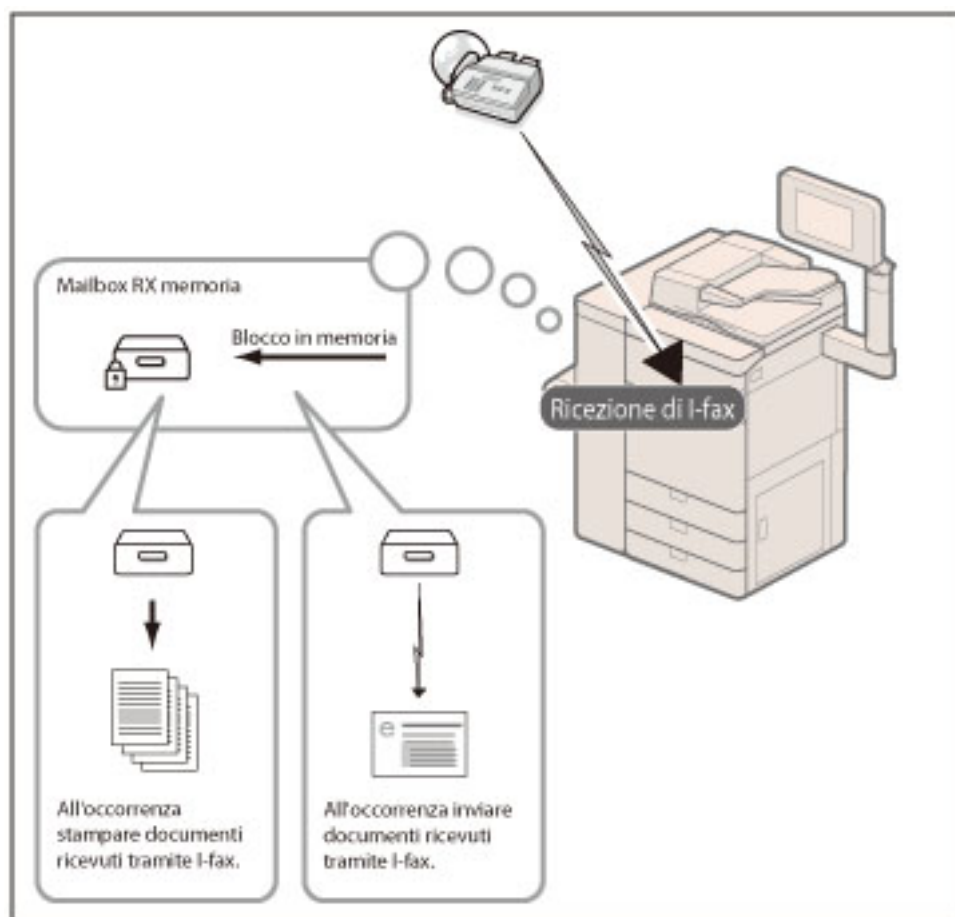 Mailbox RX memoria
Blocco in memoria
Ricezione di I-fax
All'occorrenza
stampare documenti
ricevuti tramite I-fax.
e
All'occorrenza inviare
documenti ricevuti
tramite I-fax.